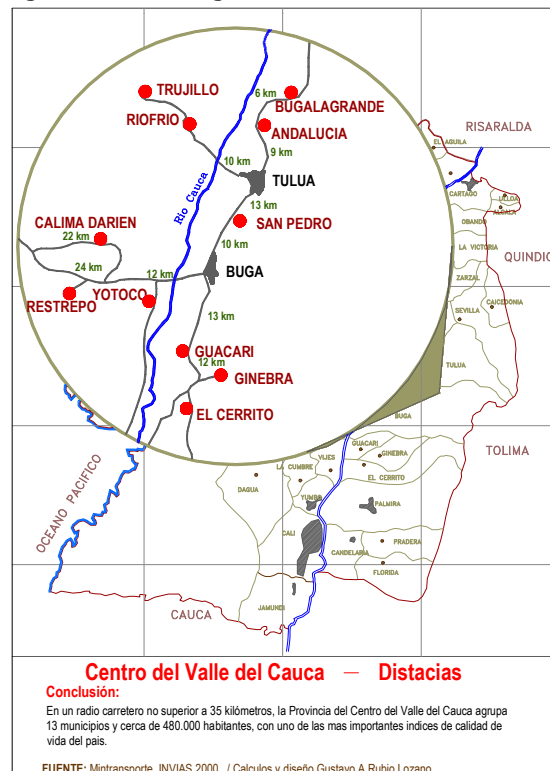 TRUJILLO
6 km
BUGALAGRANDE
RIOFRIO
ANDALUCIA
9 km
10 km
TULUA
13 km
Rio Cauca
SAN PEDRO
CALIMA DARIEN
22 km
10 km
24 km
12 km
BUGA
RESTREPO
YOTOCO
13 km
GUACARI
12 km
GINEBRA
EL CERRITO
RISARALDA
EL AGUILA
CARTAGO
ULLOA
ALCALA
OBANDO
LA VICTORIA
QUINDIO
ZARZAL
CAICEDONIA
SEVILLA
TULUA
BUGA
TOLIMA
GUACARI
GINEBRA
VIJES
LA CUMBRE
EL CERRITO
DAGUA
YUMBO
PALMIRA
OCEANO PACIFICO
CALI
PRADERA
CANDELARIA
FLORIDA
JAMUNDI
CAUCA
Centro del Valle del Cauca — Distacias
Conclusión:
En un radio carretero no superior a 35 kilómetros, la Provincia del Centro del Valle del Cauca agrupa
13 municipios y cerca de 480.000 habitantes, con uno de las mas importantes indices de calidad de
vida del pais.
FUENTE: Mintransporte, INVIAS 2000 / Calculos y diseño Gustavo A Rubio Lozano